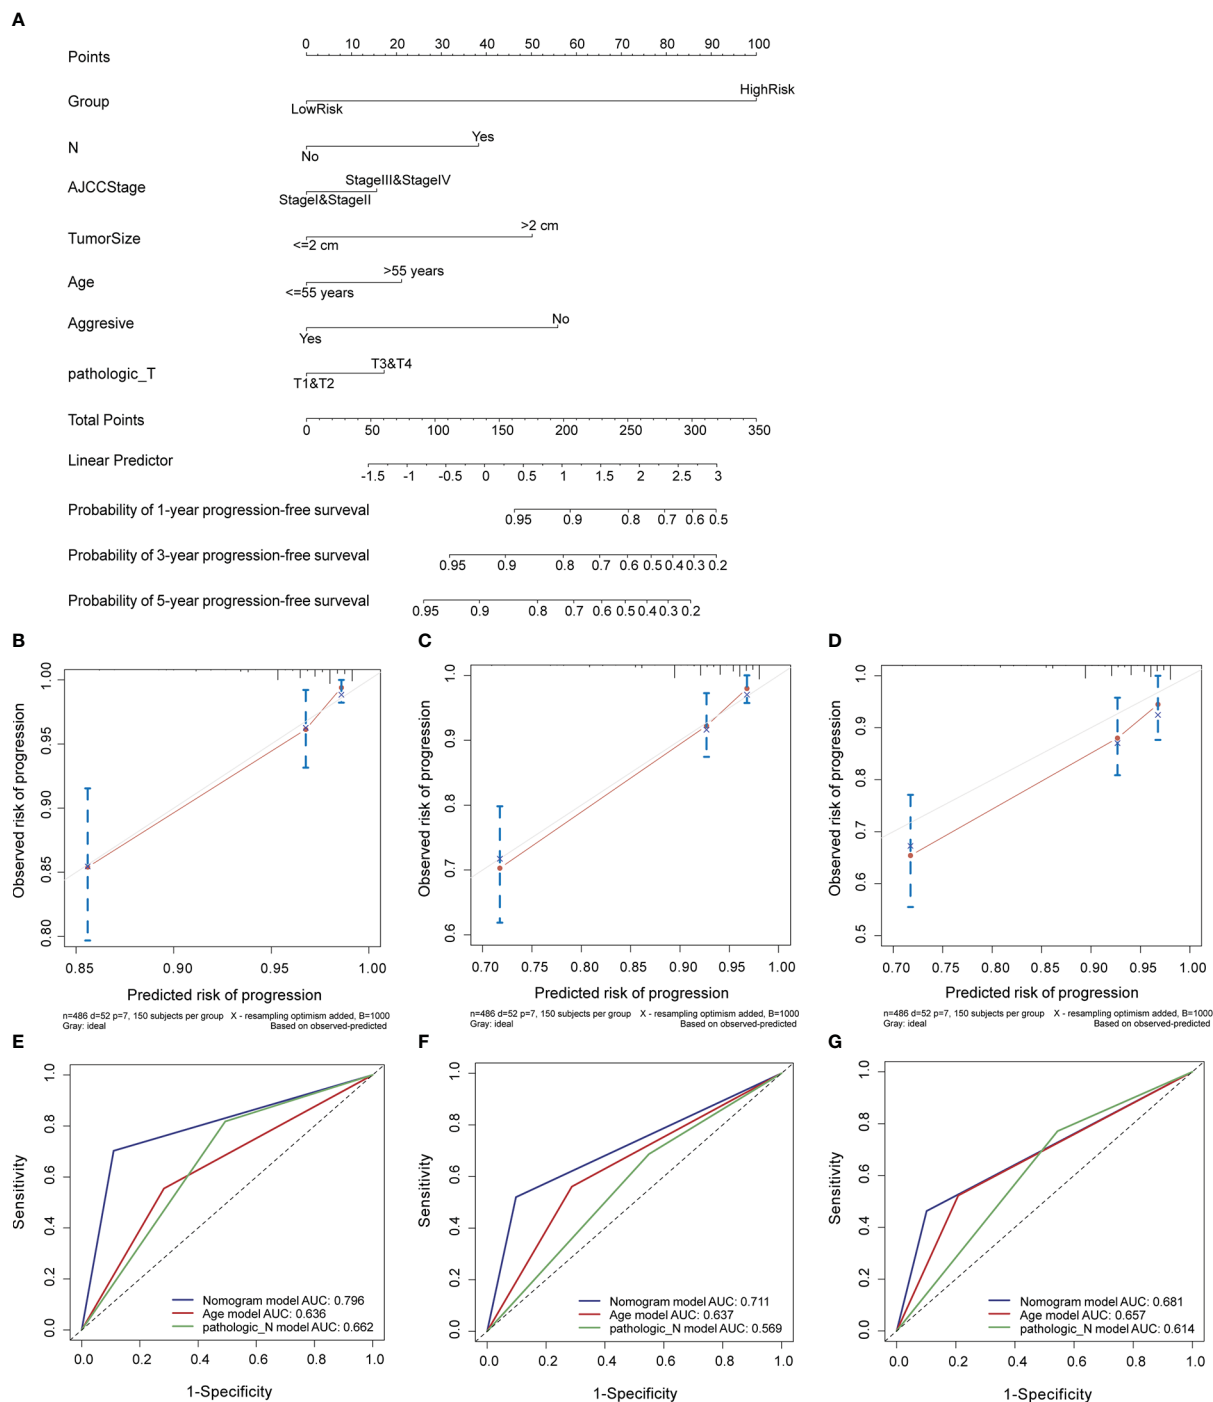 A
Points
0 10 20 30 40 50 60 70 80 90 100
Group
HighRisk
LowRisk
N
Yes
No
AJCCStage
StageIII&StageIV
StageI&StageII
TumorSize
>2 cm
<=2 cm
Age
>55 years
<=55 years
Aggresive
No
Yes
pathologic_T
T3&T4
T1&T2
Total Points
0 50 100 150 200 250 300 350
Linear Predictor
-1.5 -1 -0.5 0 0.5 1 1.5 2 2.5 3
Probability of 1-year progression-free surveval
0.95 0.9 0.8 0.7 0.6 0.5
Probability of 3-year progression-free surveval
0.95 0.9 0.8 0.7 0.6 0.5 0.4 0.3 0.2
Probability of 5-year progression-free surveval
0.95 0.9 0.8 0.7 0.6 0.5 0.4 0.3 0.2
B
Observed risk of progression
1.00
0.95
0.90
0.85
0.80
0.85 0.90 0.95 1.00
Predicted risk of progression
n=486 d=52 p=7, 150 subjects per group X - resampling optimism added, B=1000
Gray: ideal Based on observed-predicted
C
Observed risk of progression
1.0
0.9
0.8
0.7
0.6
0.70 0.75 0.80 0.85 0.90 0.95 1.00
Predicted risk of progression
n=486 d=52 p=7, 150 subjects per group X - resampling optimism added, B=1000
Gray: ideal Based on observed-predicted
D
Observed risk of progression
1.0
0.9
0.8
0.7
0.6
0.5
0.70 0.75 0.80 0.85 0.90 0.95 1.00
Predicted risk of progression
n=486 d=52 p=7, 150 subjects per group X - resampling optimism added, B=1000
Gray: ideal Based on observed-predicted
E
Sensitivity
1.0
0.8
0.6
0.4
0.2
0.0
Nomogram model AUC: 0.796
Age model AUC: 0.636
pathologic_N model AUC: 0.662
0.0 0.2 0.4 0.6 0.8 1.0
1-Specificity
F
Sensitivity
1.0
0.8
0.6
0.4
0.2
0.0
Nomogram model AUC: 0.711
Age model AUC: 0.637
pathologic_N model AUC: 0.569
0.0 0.2 0.4 0.6 0.8 1.0
1-Specificity
G
Sensitivity
1.0
0.8
0.6
0.4
0.2
0.0
Nomogram model AUC: 0.681
Age model AUC: 0.657
pathologic_N model AUC: 0.614
0.0 0.2 0.4 0.6 0.8 1.0
1-Specificity